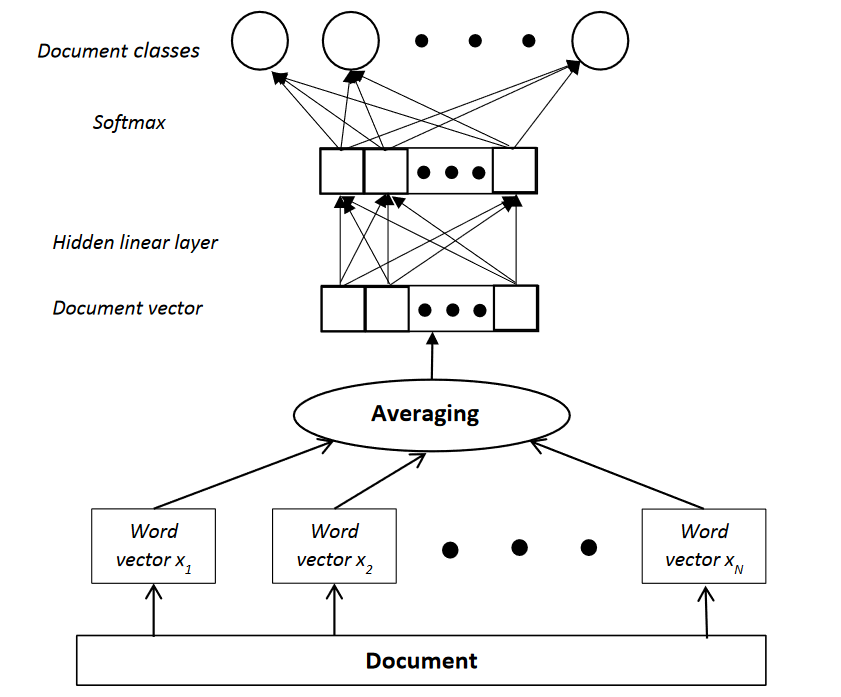 Document classes
Softmax
Hidden linear layer
Document vector
Averaging
Word
vector x1
Word
vector x2
Word
vector xN
Document